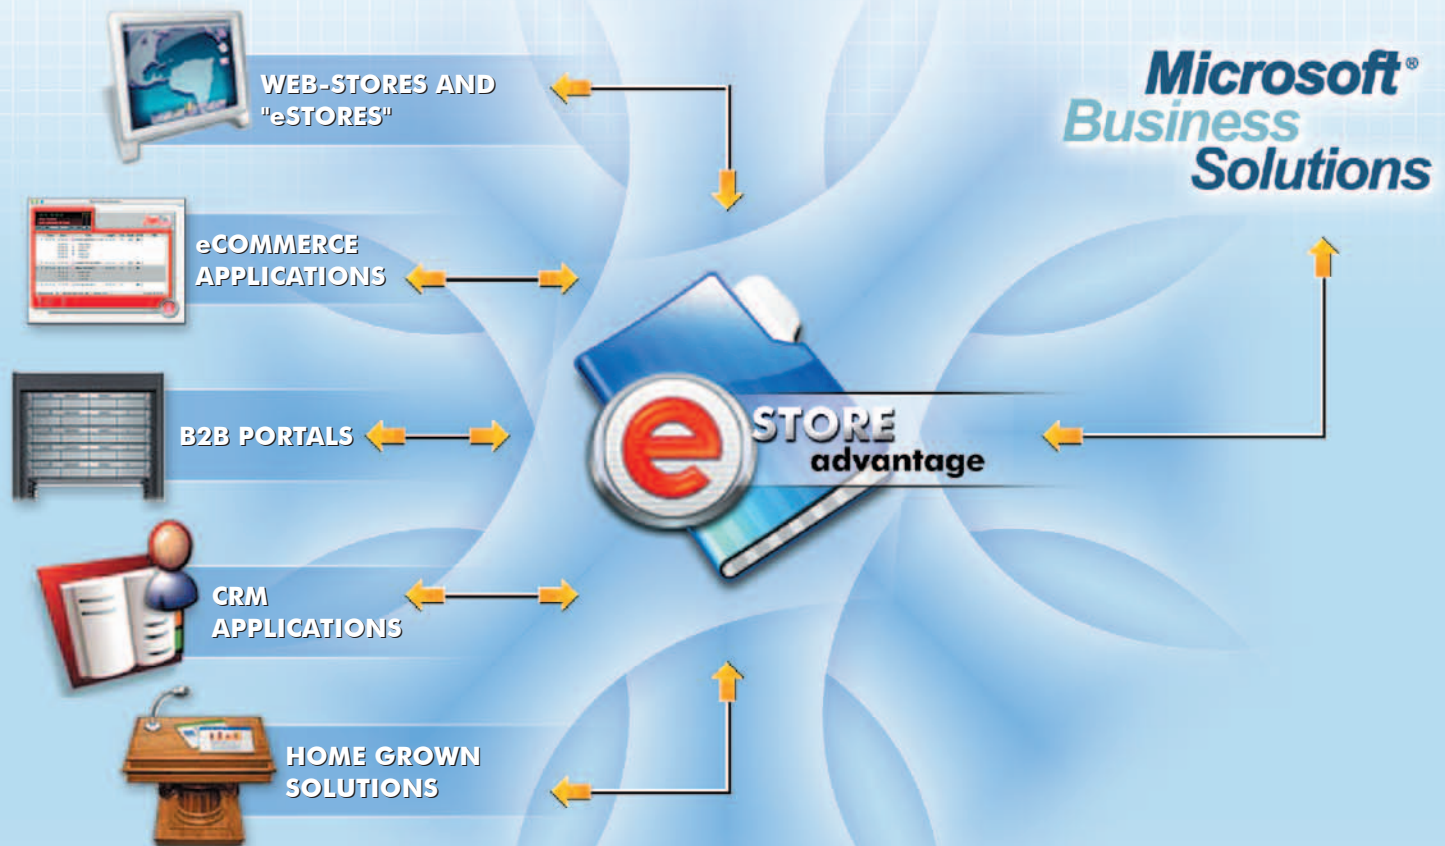 WEB-STORES AND
"eSTORES"
Microsoft®
Business
Solutions
eCOMMERCE
APPLICATIONS
B2B PORTALS
e STORE
advantage
CRM
APPLICATIONS
HOME GROWN
SOLUTIONS